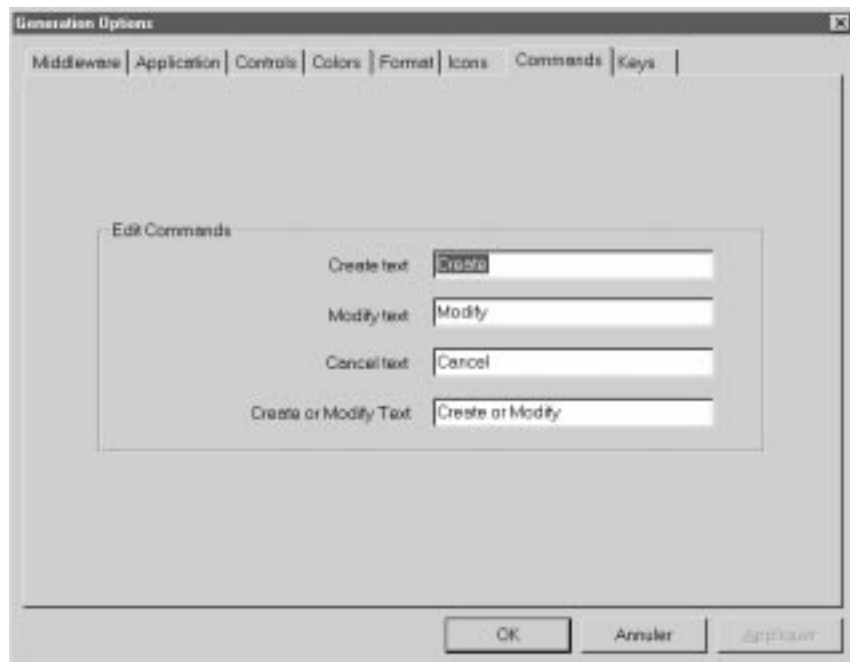 Generation Options
Middleware Application Controls Colors Format Icons Commands Keys
Edit Commands
Create text Create
Modify text Modify
Cancel text Cancel
Create or Modify Text Create or Modify
OK Annuler Appliquer